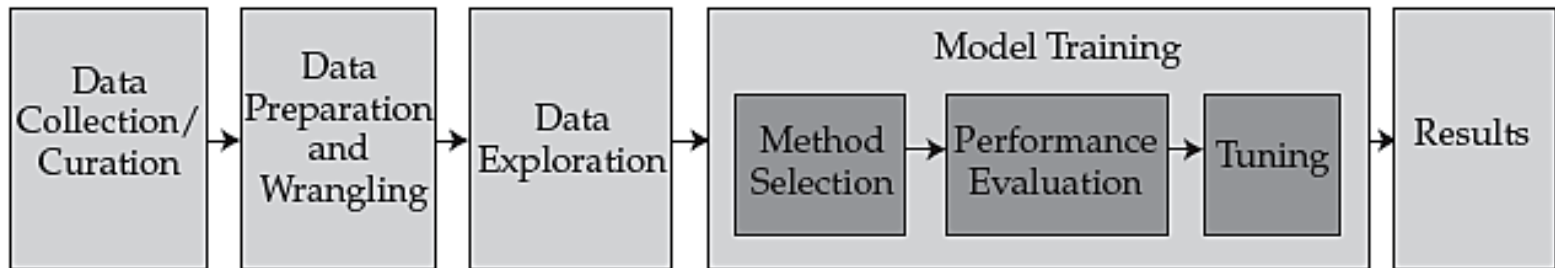 Data
Collection/
Curation
Data
Preparation
and
Wrangling
Data
Exploration
Model Training
Method
Selection
Performance
Evaluation
Tuning
Results